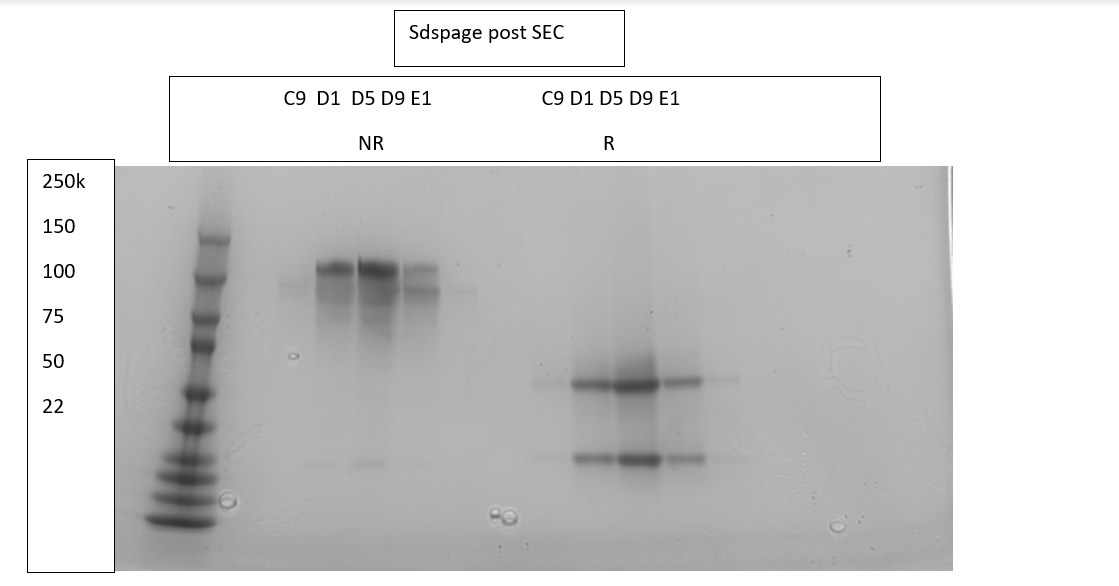 Sdspage post SEC
C9 D1 D5 D9 E1 C9 D1 D5 D9 E1
NR R
250k
150
100
75
50
22